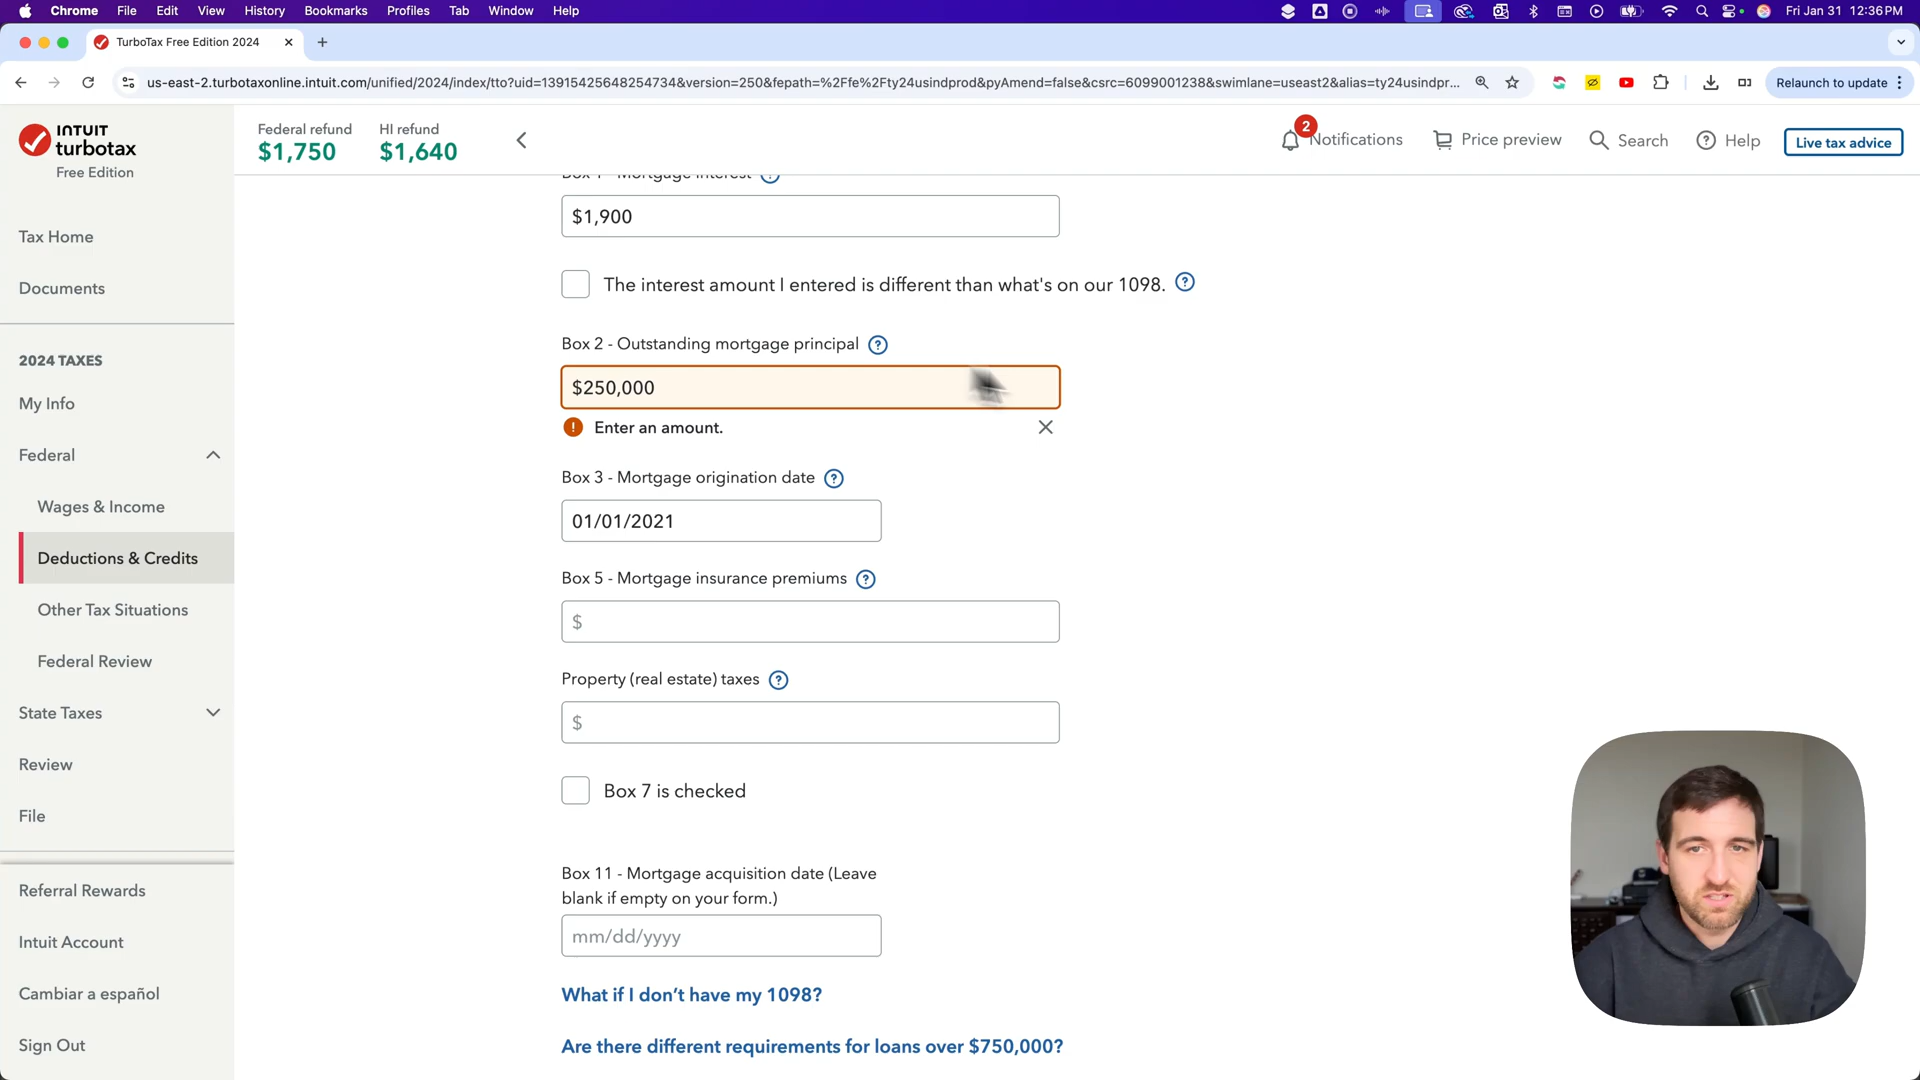 Chrome File Edit View History Bookmarks Profiles Tab Window Help
Fri Jan 31 12:36 PM
TurboTax Free Edition 2024
us-east-2.turbotaxonline.intuit.com/unified/2024/index/tto?uid=13915425648254734&version=250&fepath=%2Ffe%2Fty24usindprod&pyAmend=false&csrc=6099001238&swimlane=useast2&alias=ty24usindpr...
Relaunch to update
INTUIT
turbotax
Free Edition
Federal refund
$1,750
HI refund
$1,640
2
Notifications
Price preview
Search
Help
Live tax advice
Tax Home
Documents
2024 TAXES
My Info
Federal
Wages & Income
Deductions & Credits
Other Tax Situations
Federal Review
State Taxes
Review
File
Referral Rewards
Intuit Account
Cambiar a español
Sign Out
Box 1 - Mortgage interest
$1,900
The interest amount I entered is different than what's on our 1098.
Box 2 - Outstanding mortgage principal
$250,000
Enter an amount.
Box 3 - Mortgage origination date
01/01/2021
Box 5 - Mortgage insurance premiums
$
Property (real estate) taxes
$
Box 7 is checked
Box 11 - Mortgage acquisition date (Leave
blank if empty on your form.)
mm/dd/yyyy
What if I don't have my 1098?
Are there different requirements for loans over $750,000?